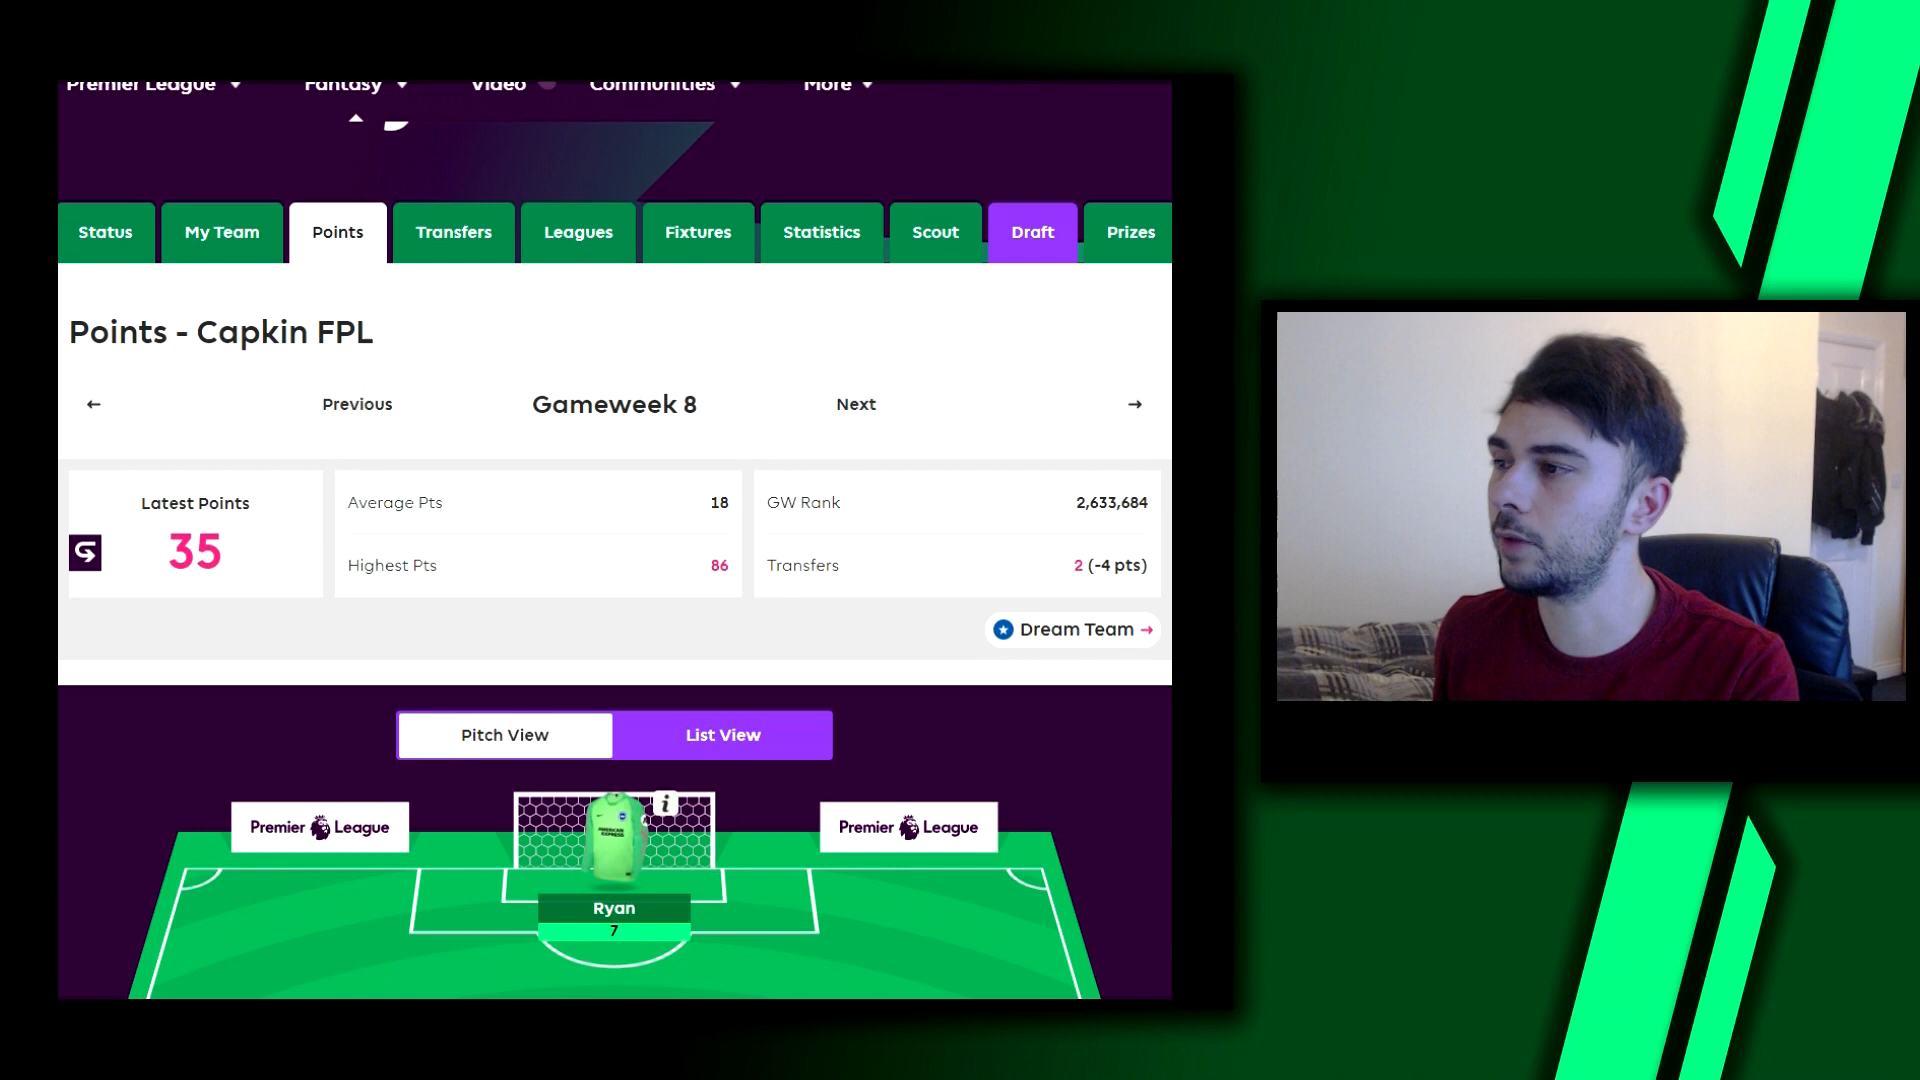 Premier League
Fantasy
Video
Communities
More
Status
My Team
Points
Transfers
Leagues
Fixtures
Statistics
Scout
Draft
Prizes
Points - Capkin FPL
← Previous
Gameweek 8
Next →
Latest Points
35
Average Pts 18
Highest Pts 86
GW Rank 2,633,684
Transfers 2 (-4 pts)
Dream Team →
Pitch View
List View
Premier League
i
Premier League
AMERICAN
EXPRESS
Ryan
7